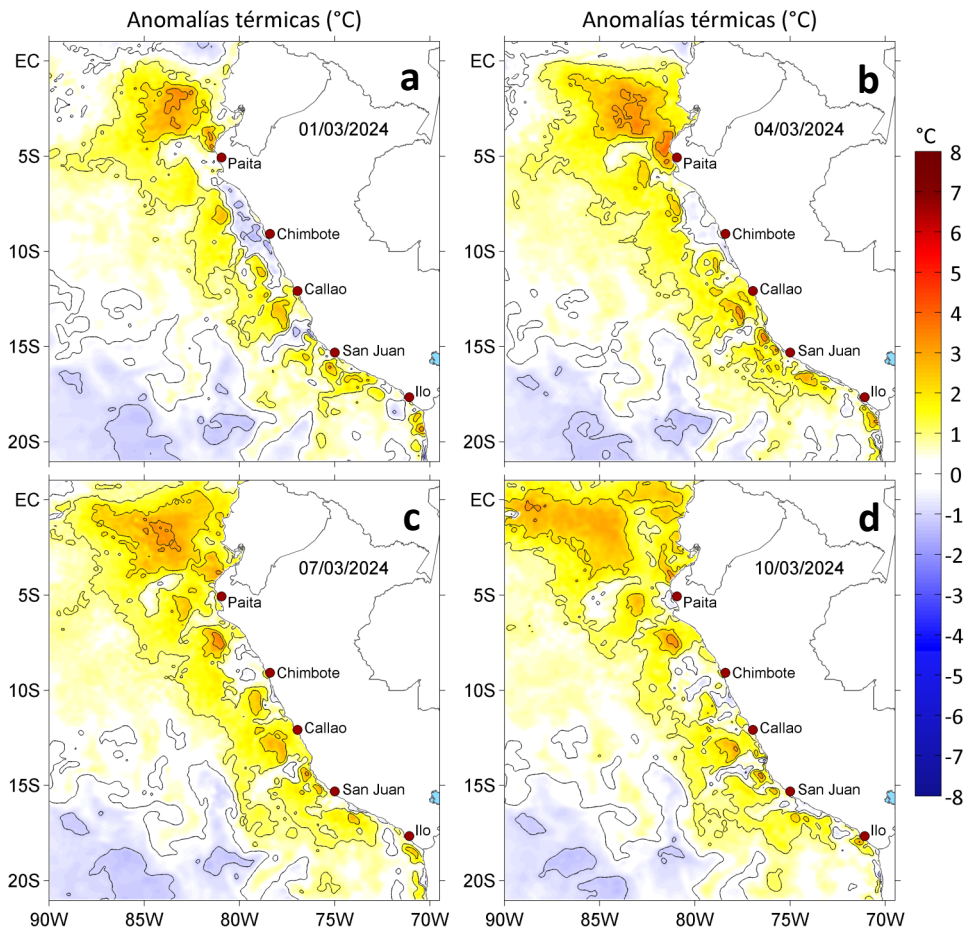 Anomalías térmicas (°C)
Anomalías térmicas (°C)
EC
5S
10S
15S
20S
a
01/03/2024
Paita
Chimbote
Callao
San Juan
Ilo
b
04/03/2024
Paita
Chimbote
Callao
San Juan
Ilo
EC
5S
10S
15S
20S
EC
5S
10S
15S
20S
c
07/03/2024
Paita
Chimbote
Callao
San Juan
Ilo
90W
85W
80W
75W
70W
EC
5S
10S
15S
20S
d
10/03/2024
Paita
Chimbote
Callao
San Juan
Ilo
90W
85W
80W
75W
70W
°C
8
7
6
5
4
3
2
1
0
-1
-2
-3
-4
-5
-6
-7
-8